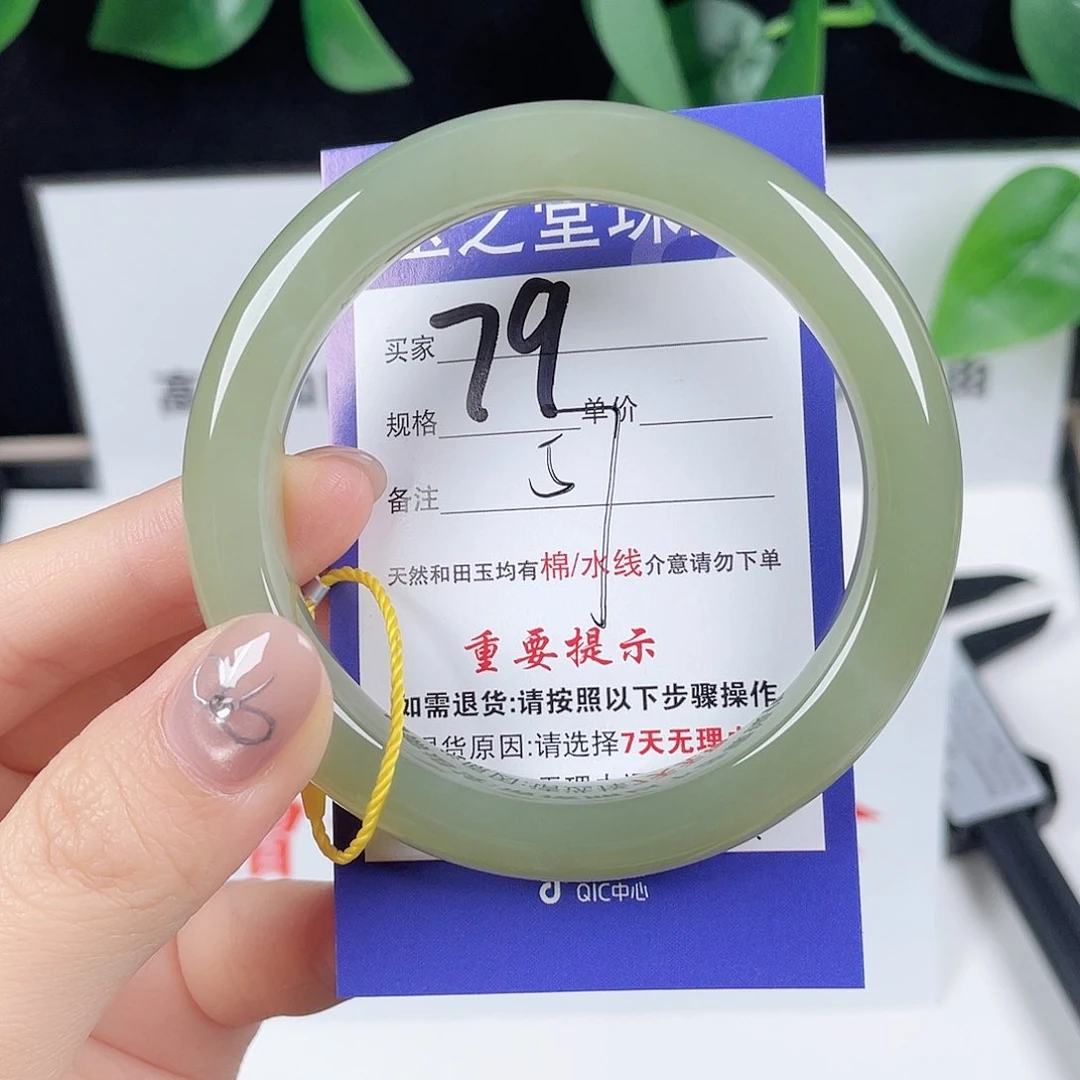 之堂珠
79
买家
规格 单价
备注
天然和田玉均有棉/水线介意请勿下单
重要提示
如需退货:请按照以下步骤操作
货原因:请选择7天无理
QIC中心